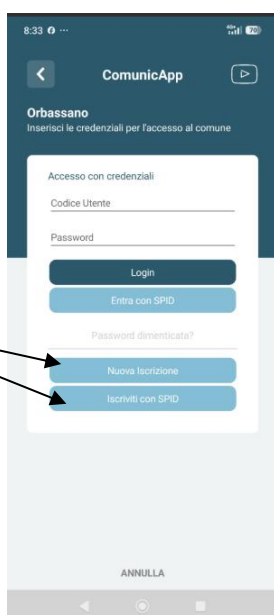 8:33
70
ComunicApp
Orbassano
Inserisci le credenziali per l'accesso al comune
Accesso con credenziali
Codice Utente
Password
Login
Entra con SPID
Password dimenticata?
Nuova Iscrizione
Iscriviti con SPID
ANNULLA